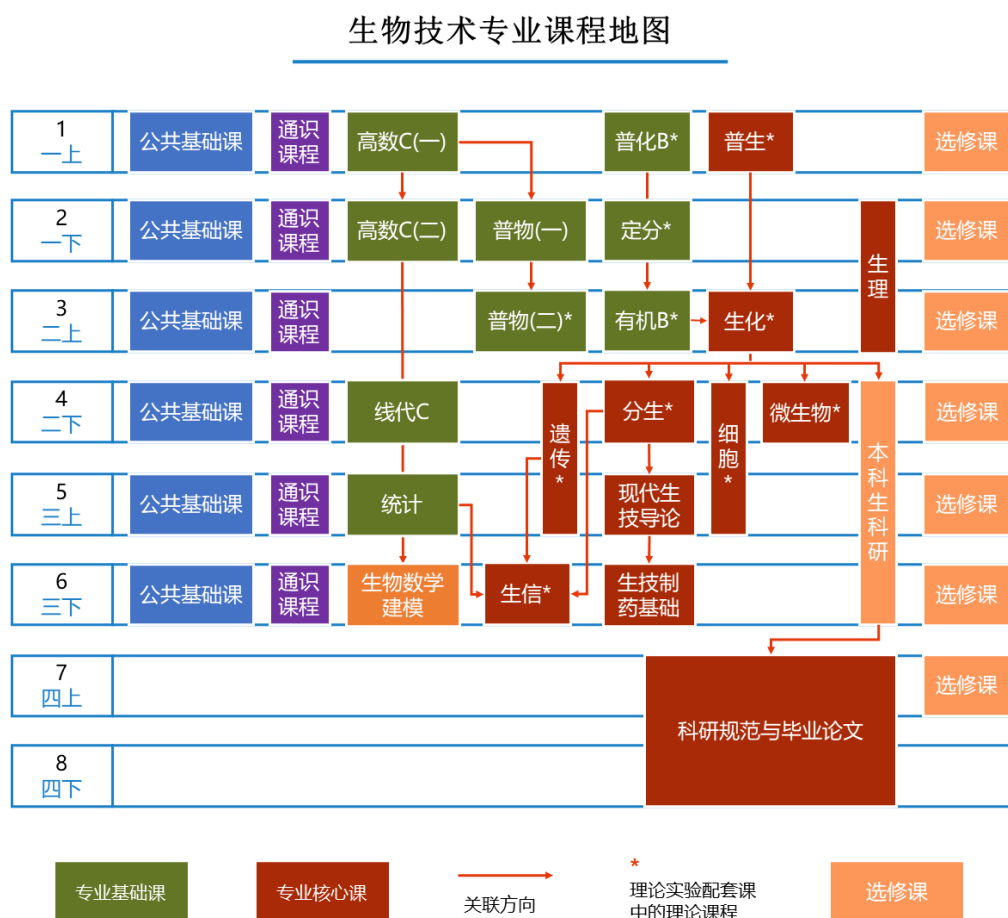 生物技术专业课程地图
1
一上
公共基础课
通识
课程
高数C(一)
普化B*
普生*
选修课
2
一下
公共基础课
通识
课程
高数C(二)
普物(一)
定分*
生
理
选修课
3
二上
公共基础课
通识
课程
普物(二)*
有机B*
生化*
选修课
4
二下
公共基础课
通识
课程
线代C
遗
传
*
分生*
细
胞
*
微生物*
本
科
生
科
研
选修课
5
三上
公共基础课
通识
课程
统计
现代生
技导论
选修课
6
三下
公共基础课
通识
课程
生物数学
建模
生信*
生技制
药基础
选修课
7
四上
科研规范与毕业论文
选修课
8
四下
专业基础课
专业核心课
关联方向
*
理论实验配套课
中的理论课程
选修课